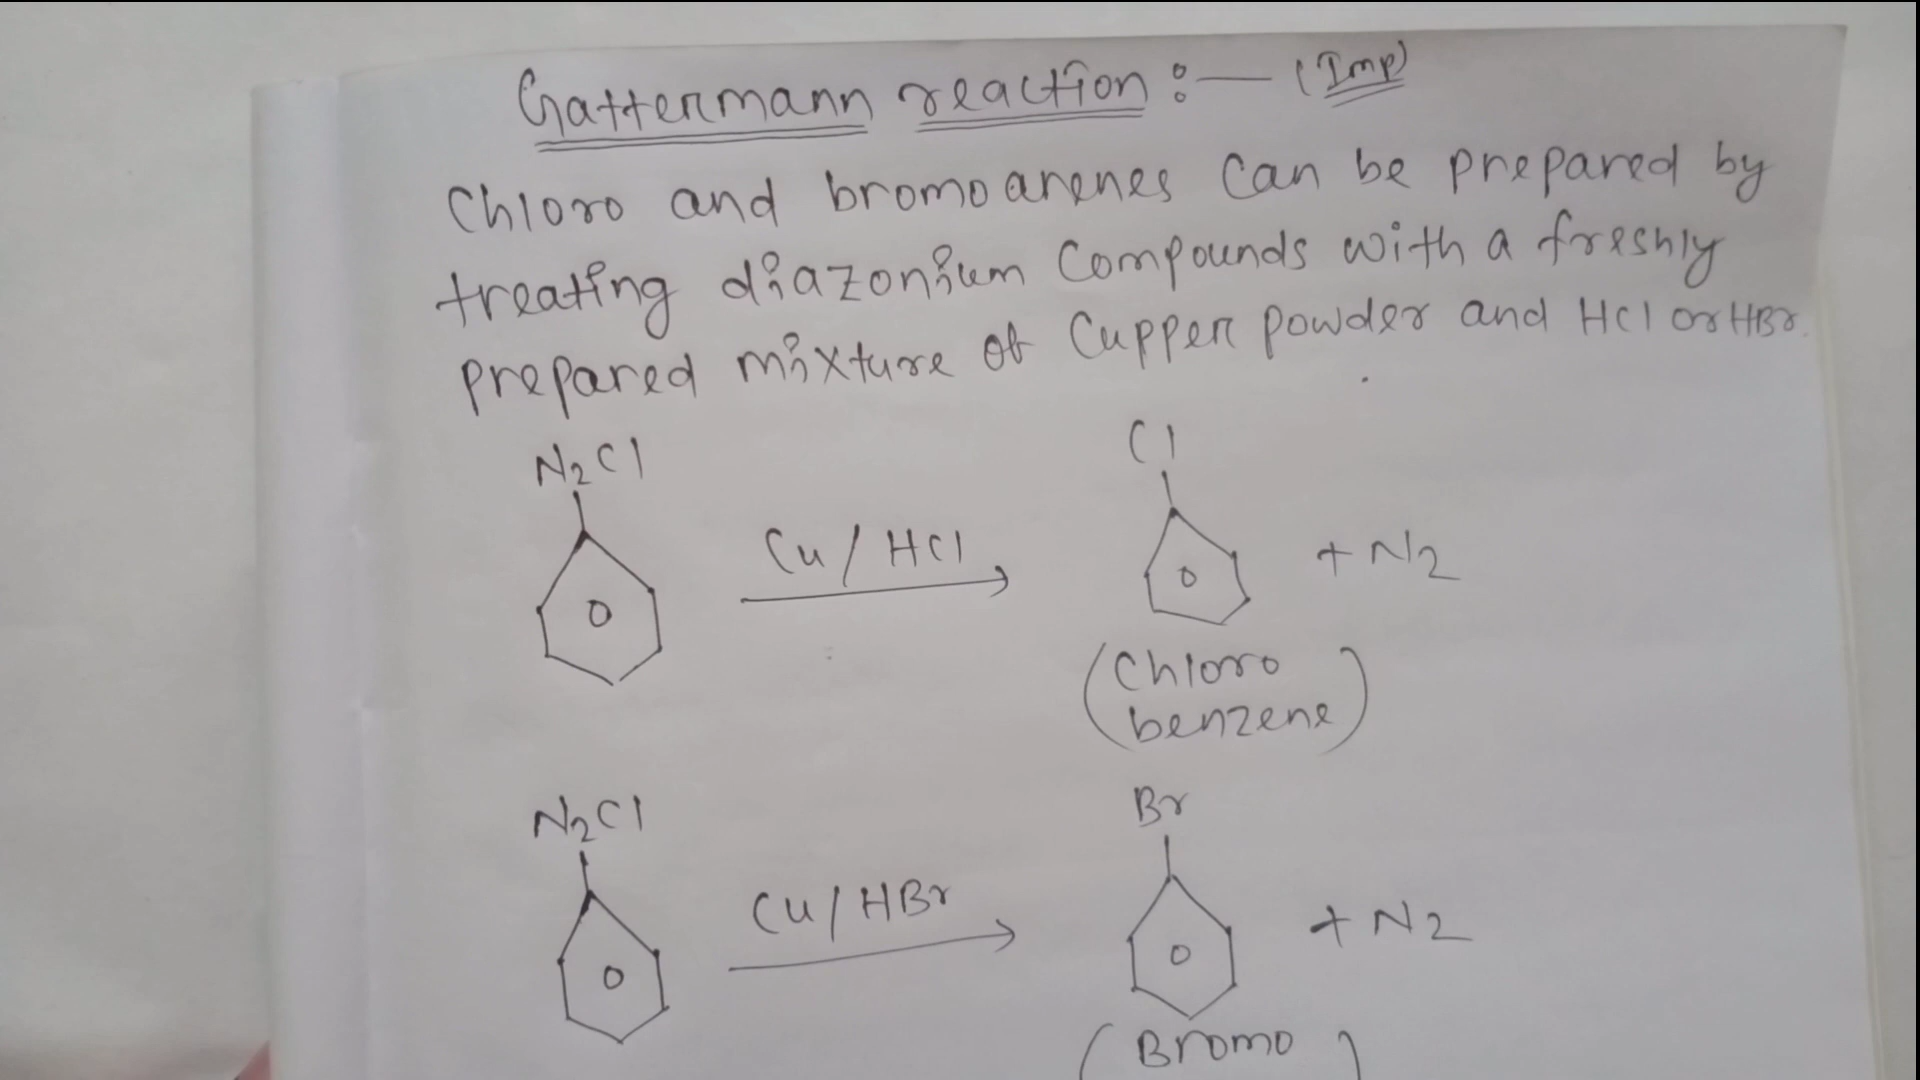 Gattermann reaction :— (Imp)
Chloro and bromoarenes can be prepared by
treating diazonium compounds with a freshly
prepared mixture of Cupper powder and HCl or HBr.
N2Cl
Cu / HCl
Cl
+ N2
(Chloro
benzene)
N2Cl
Cu / HBr
Br
+ N2
(Bromo)